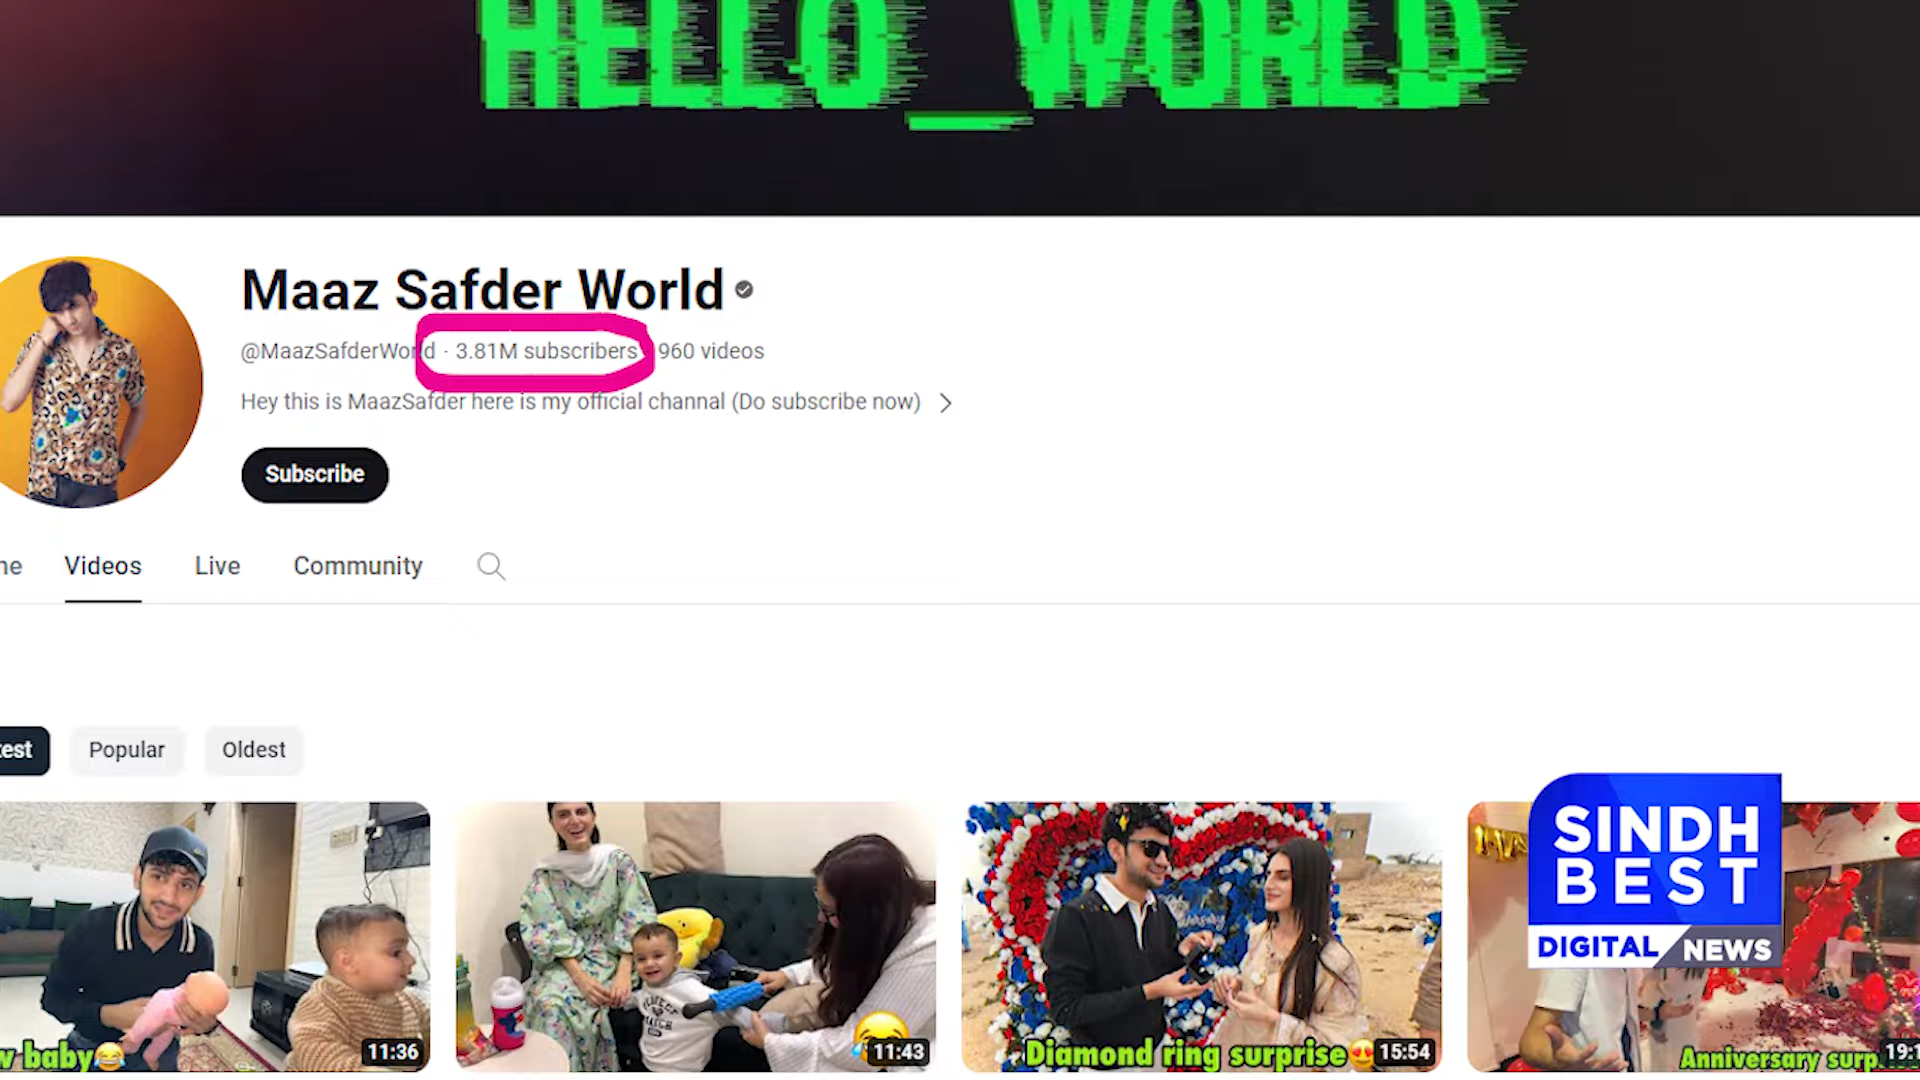 HELLO_WORLD
Maaz Safder World
@MaazSafderWorld · 3.81M subscribers 960 videos
Hey this is MaazSafder here is my official channal (Do subscribe now)
Subscribe
Videos Live Community
Popular Oldest
SINDH
BEST
DIGITAL NEWS
baby😂 11:36
11:43
Diamond ring surprise😍 15:54
Anniversary